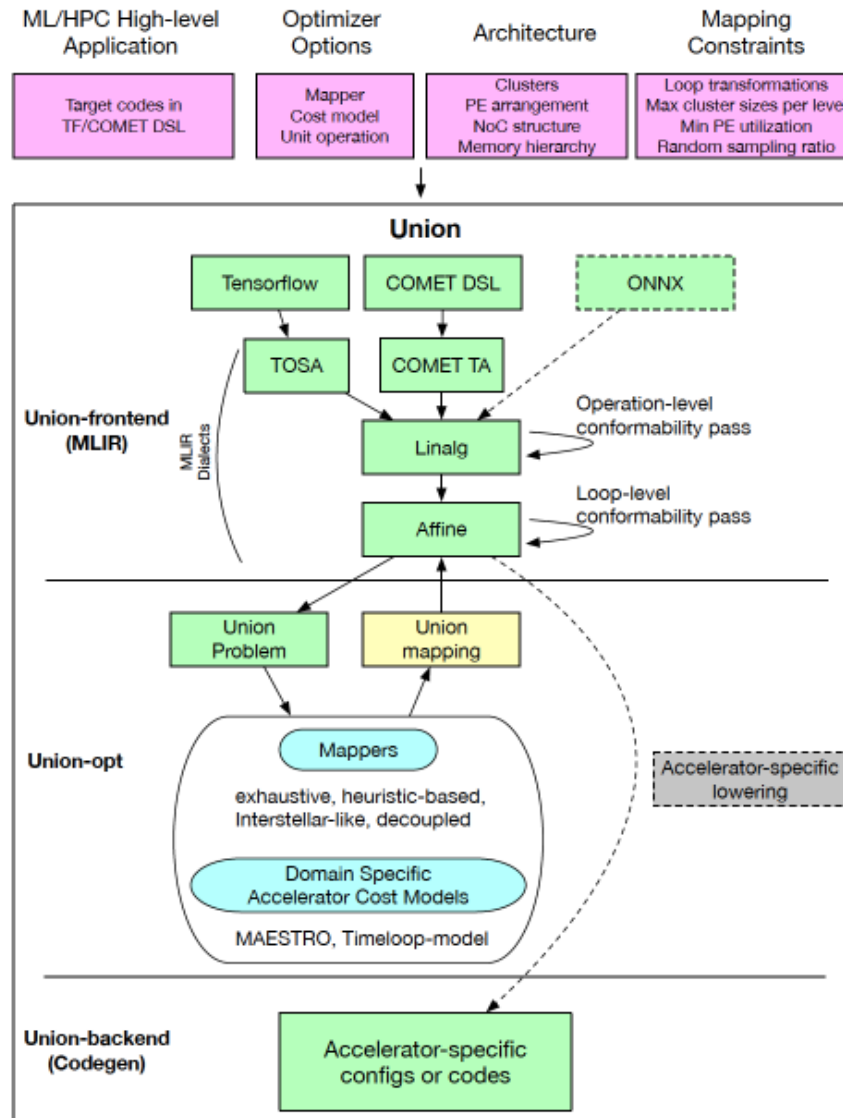 ML/HPC High-level
Application
Optimizer
Options
Architecture
Mapping
Constraints
Target codes in
TF/COMET DSL
Mapper
Cost model
Unit operation
Clusters
PE arrangement
NoC structure
Memory hierarchy
Loop transformations
Max cluster sizes per level
Min PE utilization
Random sampling ratio
Union
Tensorflow
COMET DSL
ONNX
TOSA
COMET TA
Union-frontend
(MLIR)
MLIR
Dialects
Linalg
Operation-level
conformability pass
Affine
Loop-level
conformability pass
Union
Problem
Union
mapping
Union-opt
Mappers
exhaustive, heuristic-based,
Interstellar-like, decoupled
Domain Specific
Accelerator Cost Models
MAESTRO, Timeloop-model
Accelerator-specific
lowering
Union-backend
(Codegen)
Accelerator-specific
configs or codes